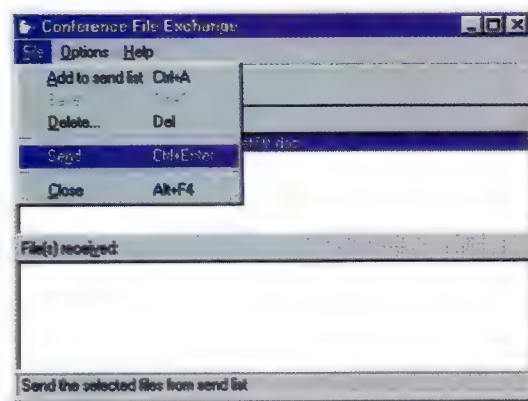 Conference File Exchange
File Options Help
Add to send list Ctrl+A
Delete... Del
.doc
Send Ctrl+Enter
Close Alt+F4
File(s) received:
Send the selected files from send list